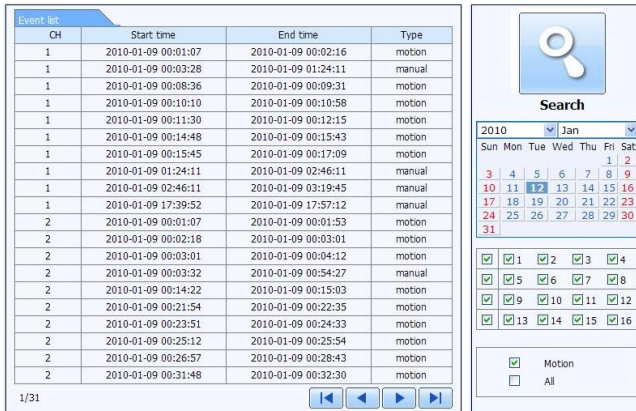 Event list
CH Start time End time Type
1 2010-01-09 00:01:07 2010-01-09 00:02:16 motion
1 2010-01-09 00:03:28 2010-01-09 01:24:11 manual
1 2010-01-09 00:08:36 2010-01-09 00:09:31 motion
1 2010-01-09 00:10:10 2010-01-09 00:10:58 motion
1 2010-01-09 00:11:30 2010-01-09 00:12:15 motion
1 2010-01-09 00:14:48 2010-01-09 00:15:43 motion
1 2010-01-09 00:15:45 2010-01-09 00:17:09 motion
1 2010-01-09 01:24:11 2010-01-09 02:46:11 manual
1 2010-01-09 02:46:11 2010-01-09 03:19:45 manual
1 2010-01-09 17:39:52 2010-01-09 17:57:12 manual
2 2010-01-09 00:01:07 2010-01-09 00:01:53 motion
2 2010-01-09 00:02:18 2010-01-09 00:03:01 motion
2 2010-01-09 00:03:01 2010-01-09 00:04:12 motion
2 2010-01-09 00:03:32 2010-01-09 00:54:27 manual
2 2010-01-09 00:14:22 2010-01-09 00:15:03 motion
2 2010-01-09 00:21:54 2010-01-09 00:22:35 motion
2 2010-01-09 00:23:51 2010-01-09 00:24:33 motion
2 2010-01-09 00:25:12 2010-01-09 00:25:54 motion
2 2010-01-09 00:26:57 2010-01-09 00:28:43 motion
2 2010-01-09 00:31:48 2010-01-09 00:32:30 motion
1/31
Search
2010 Jan
Sun Mon Tue Wed Thu Fri Sat
1 2
3 4 5 6 7 8 9
10 11 12 13 14 15 16
17 18 19 20 21 22 23
24 25 26 27 28 29 30
31
1 2 3 4
5 6 7 8
9 10 11 12
13 14 15 16
Motion
All